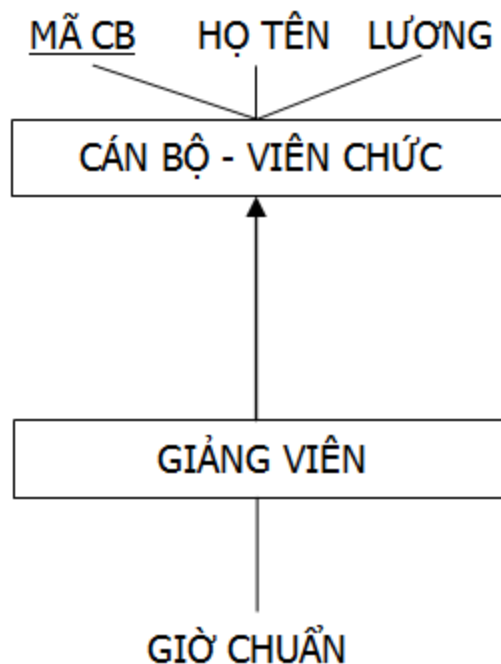 MÃ CB HỌ TÊN LƯƠNG
CÁN BỘ - VIÊN CHỨC
GIẢNG VIÊN
GIỜ CHUẨN